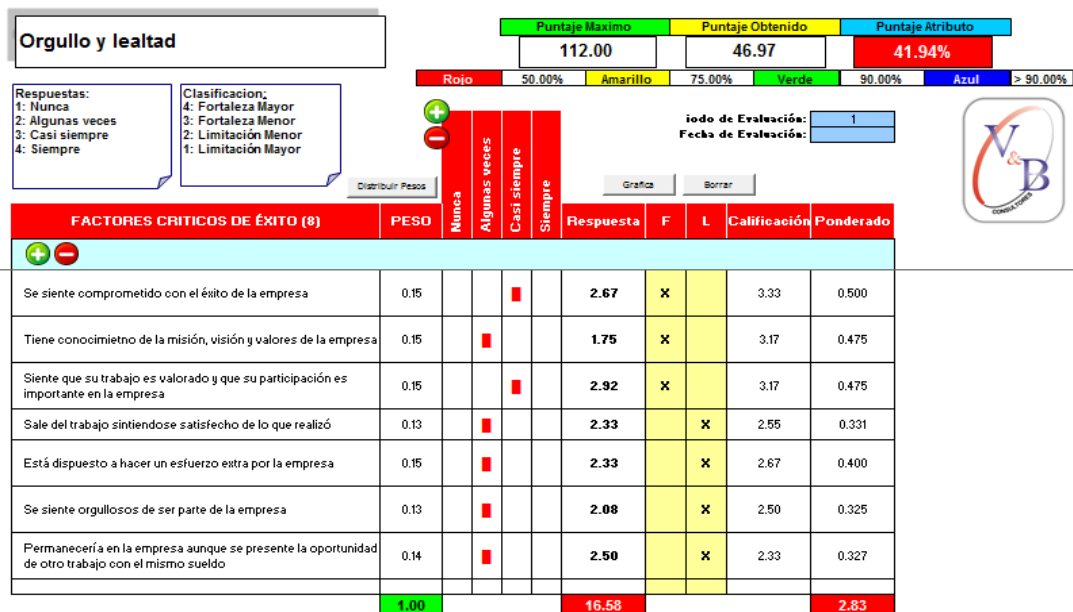 Orgullo y lealtad
Puntaje Maximo Puntaje Obtenido Puntaje Atributo
112.00 46.97 41.94%
Rojo 50.00% Amarillo 75.00% Verde 90.00% Azul > 90.00%
Respuestas:
1: Nunca
2: Algunas veces
3: Casi siempre
4: Siempre
Clasificacion:
4: Fortaleza Mayor
3: Fortaleza Menor
2: Limitación Menor
1: Limitación Mayor
iodo de Evaluación: 1
Fecha de Evaluación:
Distribuir Pesos
Grafica
Borrar
V&B
CONSULTORES
FACTORES CRITICOS DE ÉXITO (8) PESO Nunca Algunas veces Casi siempre Siempre Respuesta F L Calificación Ponderado
Se siente comprometido con el éxito de la empresa 0.15 2.67 X 3.33 0.500
Tiene conocimietno de la misión, visión y valores de la empresa 0.15 1.75 X 3.17 0.475
Siente que su trabajo es valorado y que su participación es
importante en la empresa 0.15 2.92 X 3.17 0.475
Sale del trabajo sintiendose satisfecho de lo que realizó 0.13 2.33 X 2.55 0.331
Está dispuesto a hacer un esfuerzo extra por la empresa 0.15 2.33 X 2.67 0.400
Se siente orgullosos de ser parte de la empresa 0.13 2.08 X 2.50 0.325
Permanecería en la empresa aunque se presente la oportunidad
de otro trabajo con el mismo sueldo 0.14 2.50 X 2.33 0.327
1.00 16.58 2.83